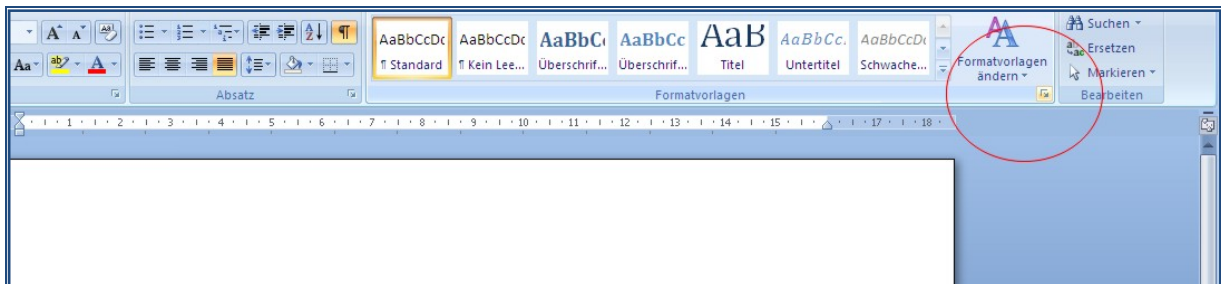 Aa
AaBbCcDc AaBbCcDc AaBbC AaBbCc AaB AaBbCc. AaBbCcDc
¶ Standard ¶ Kein Lee... Überschrif... Überschrif... Titel Untertitel Schwache...
Formatvorlagen
ändern
Suchen
Ersetzen
Markieren
Absatz Formatvorlagen Bearbeiten
1 2 3 4 5 6 7 8 9 10 11 12 13 14 15 17 18